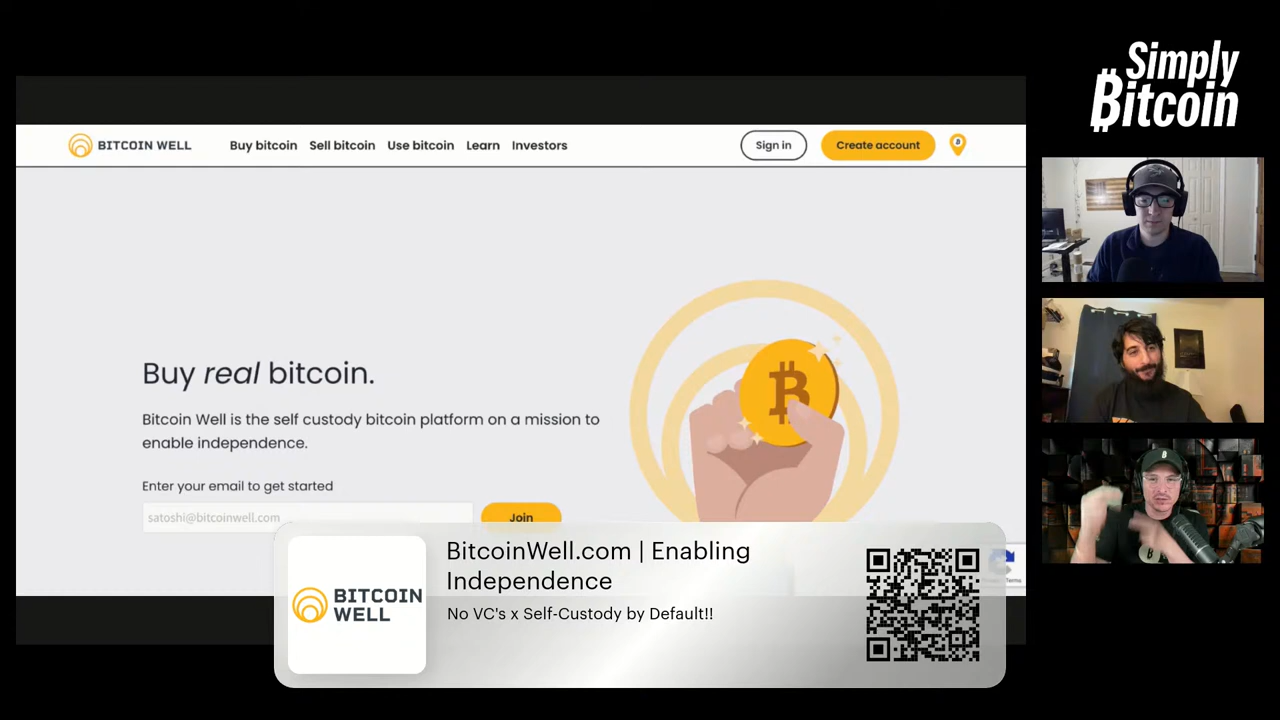 Simply
Bitcoin
BITCOIN WELL
Buy bitcoin
Sell bitcoin
Use bitcoin
Learn
Investors
Sign in
Create account
Buy real bitcoin.
Bitcoin Well is the self custody bitcoin platform on a mission to
enable independence.
Enter your email to get started
satoshi@bitcoinwell.com
Join
BITCOIN
WELL
BitcoinWell.com | Enabling
Independence
No VC's x Self-Custody by Default!!